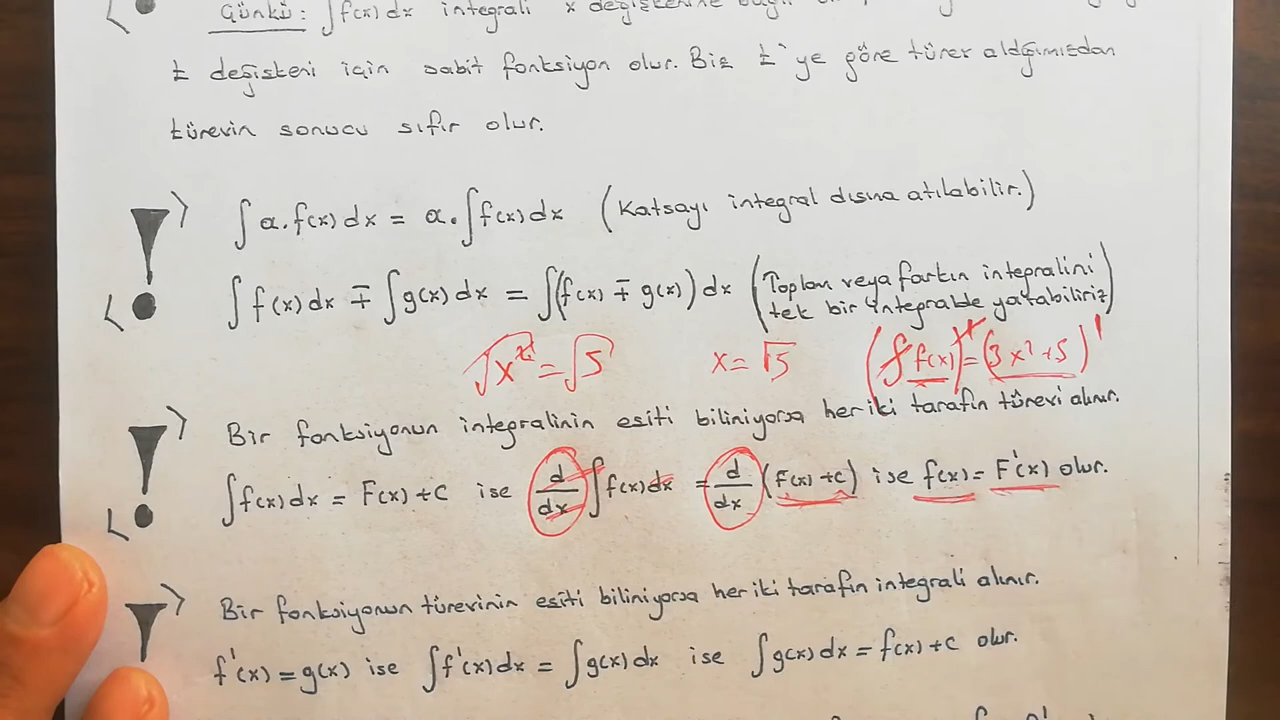 Çünkü: ∫f(x) dx integrali x değişkenine
t değişkeni için sabit fonksiyon olur. Biz t'ye göre türev aldığımızdan
türevin sonucu sıfır olur.
! ∫ a.f(x) dx = a.∫f(x) dx (Katsayı integral dışına atılabilir.)
∫ f(x) dx ∓ ∫g(x) dx = ∫(f(x) ∓ g(x)) dx (Toplam veya farkın integralini
tek bir integralde yazabiliriz)
√x² = √5 x = √5 (∫ f(x))' = (3x²+5)'
! Bir fonksiyonun integralinin eşiti biliniyorsa her iki tarafın türevi alınır.
∫f(x) dx = F(x) + C ise d/dx ∫f(x) dx = d/dx (F(x) + C) ise f(x) = F'(x) olur.
! Bir fonksiyonun türevinin eşiti biliniyorsa her iki tarafın integrali alınır.
f'(x) = g(x) ise ∫f'(x) dx = ∫g(x) dx ise ∫g(x) dx = f(x) + C olur.